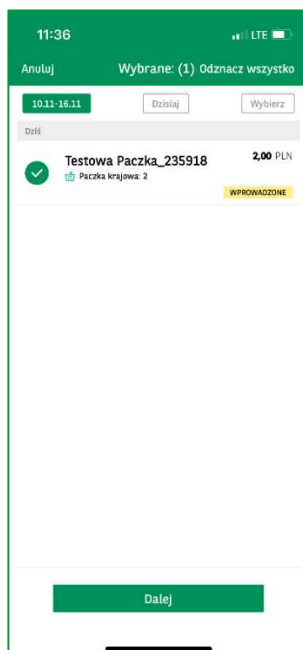 11:36 LTE
Anuluj Wybrane: (1) Odznacz wszystko
10.11-16.11 Dzisiaj Wybierz
Dziś
Testowa Paczka_235918 2,00 PLN
Paczka krajowa: 2
WPROWADZONE
Dalej